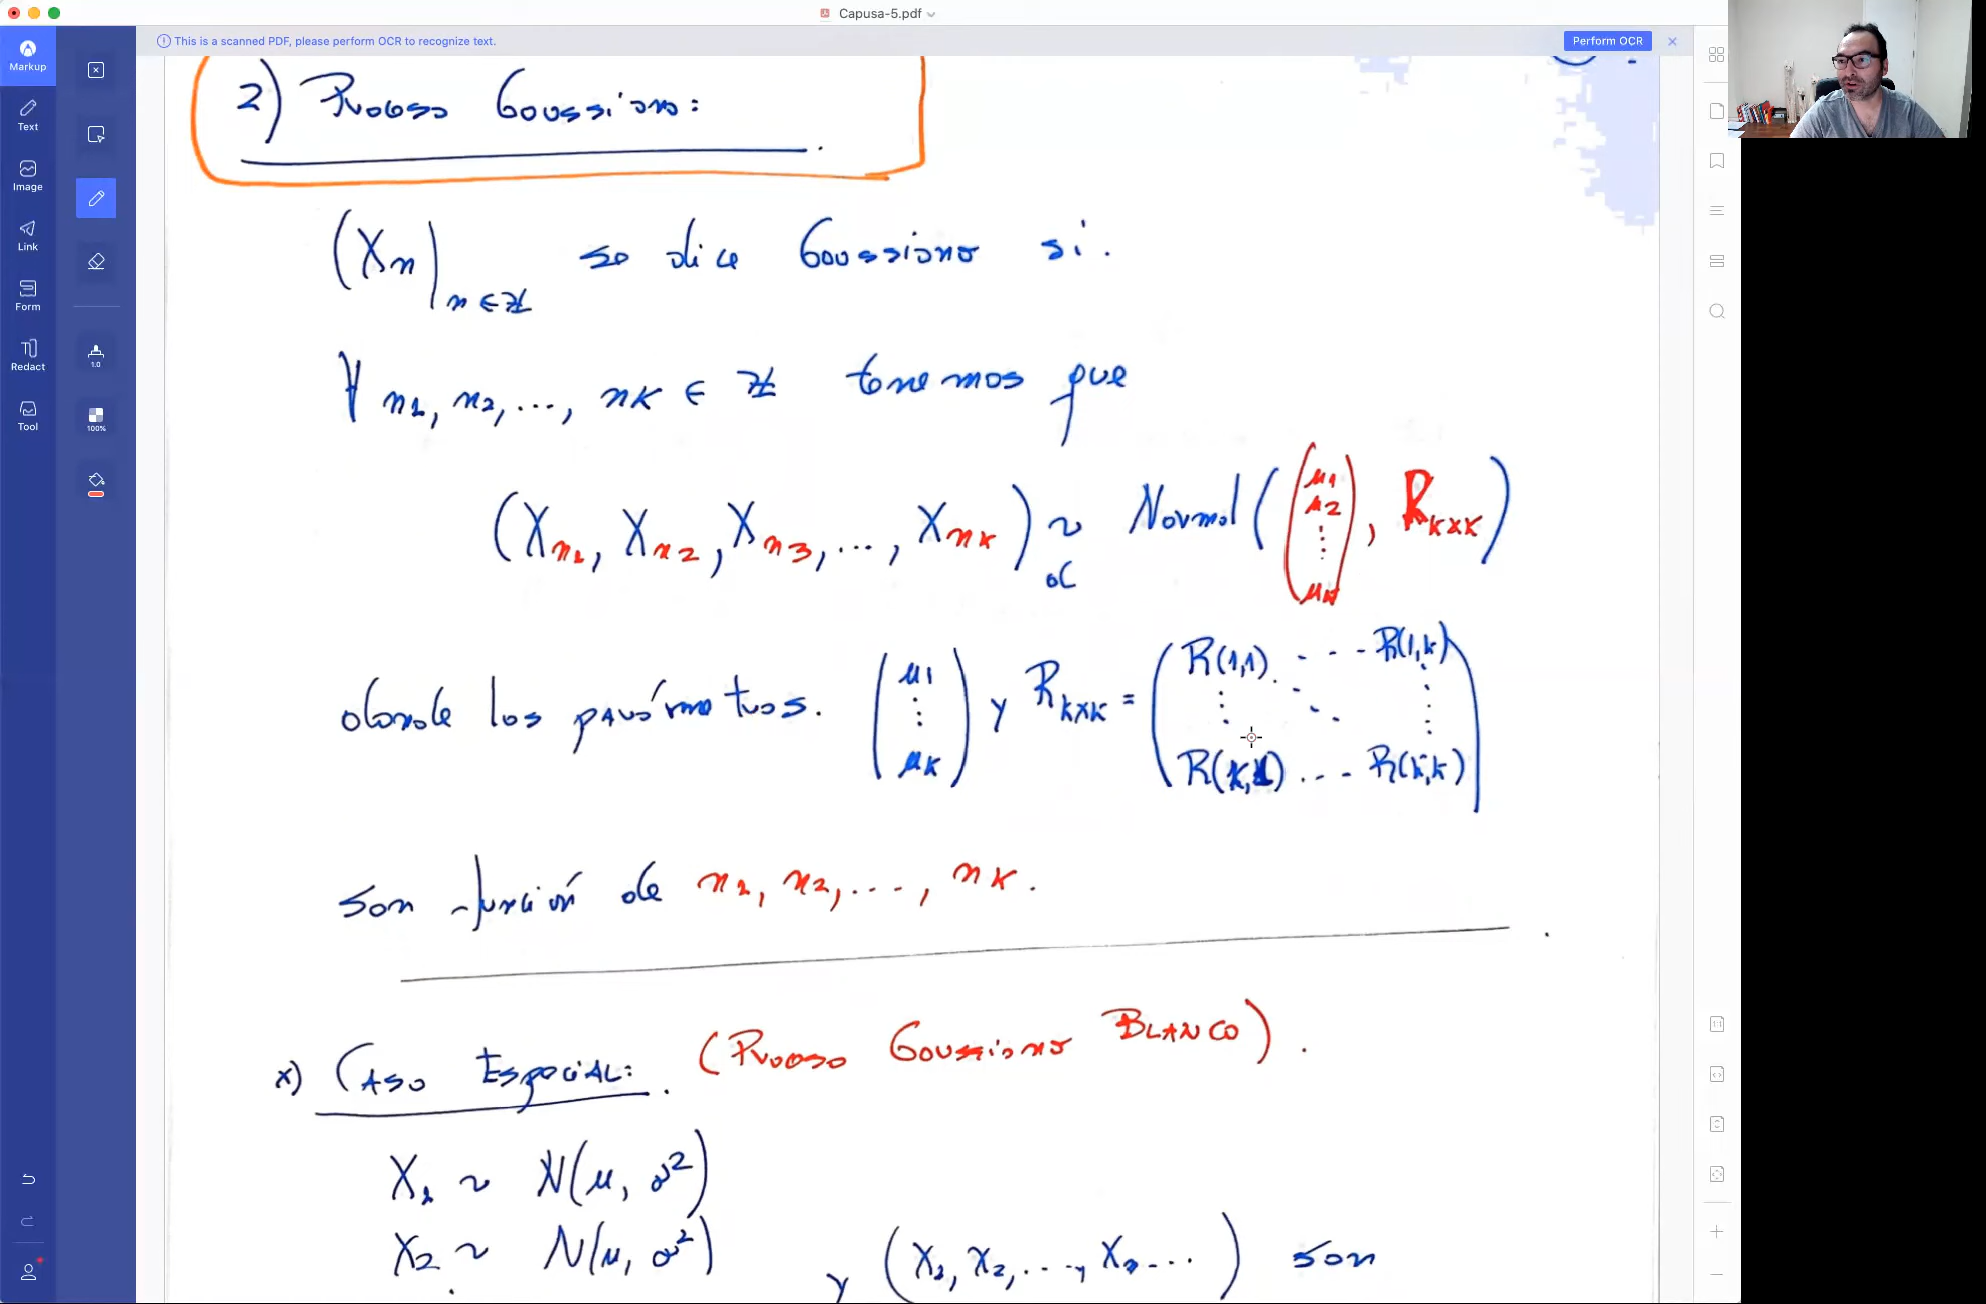 Capusa-5.pdf
This is a scanned PDF, please perform OCR to recognize text.
Perform OCR
Markup
Text
Image
Link
Form
Redact
Tool
1.0
100%
2) Proceso Gaussiano:
(Xn) n∈ℤ se dice Gaussiano si.
∀ n1, n2, ..., nk ∈ ℤ tenemos que
(Xn1, Xn2, Xn3, ..., Xnk) ~ Normal( (μ1 μ2 ⋮ μk), Rkxk )
donde los parámetros. (μ1 ⋮ μk) y Rkxk = ( R(1,1) ... R(1,k) ⋮ ⋱ ⋮ R(k,1) ... R(k,k) )
son función de n1, n2, ..., nk.
x) CASO ESPECIAL: (Proceso Gaussiano BLANCO).
X1 ~ N(μ, σ²)
X2 ~ N(μ, σ²)
y (X1, X2, ..., Xn ...) son